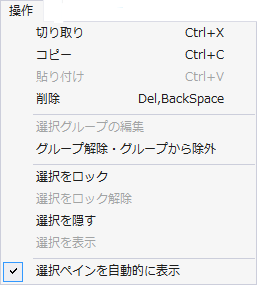 操作
切り取り Ctrl+X
コピー Ctrl+C
貼り付け Ctrl+V
削除 Del,BackSpace
選択グループの編集
グループ解除・グループから除外
選択をロック
選択をロック解除
選択を隠す
選択を表示
選択ペインを自動的に表示